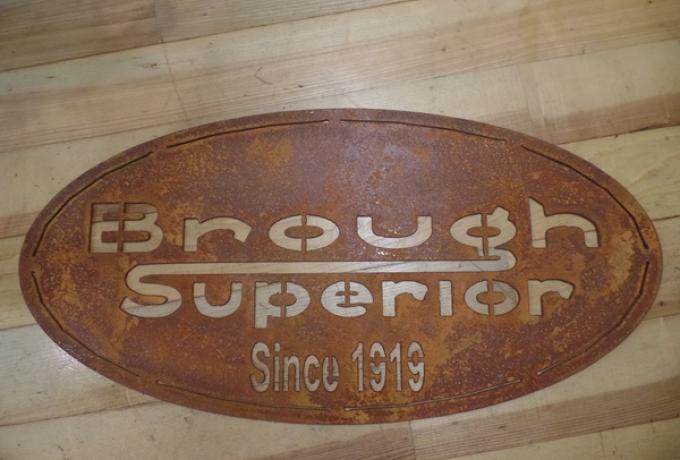 Brough
Superior
Since 1919